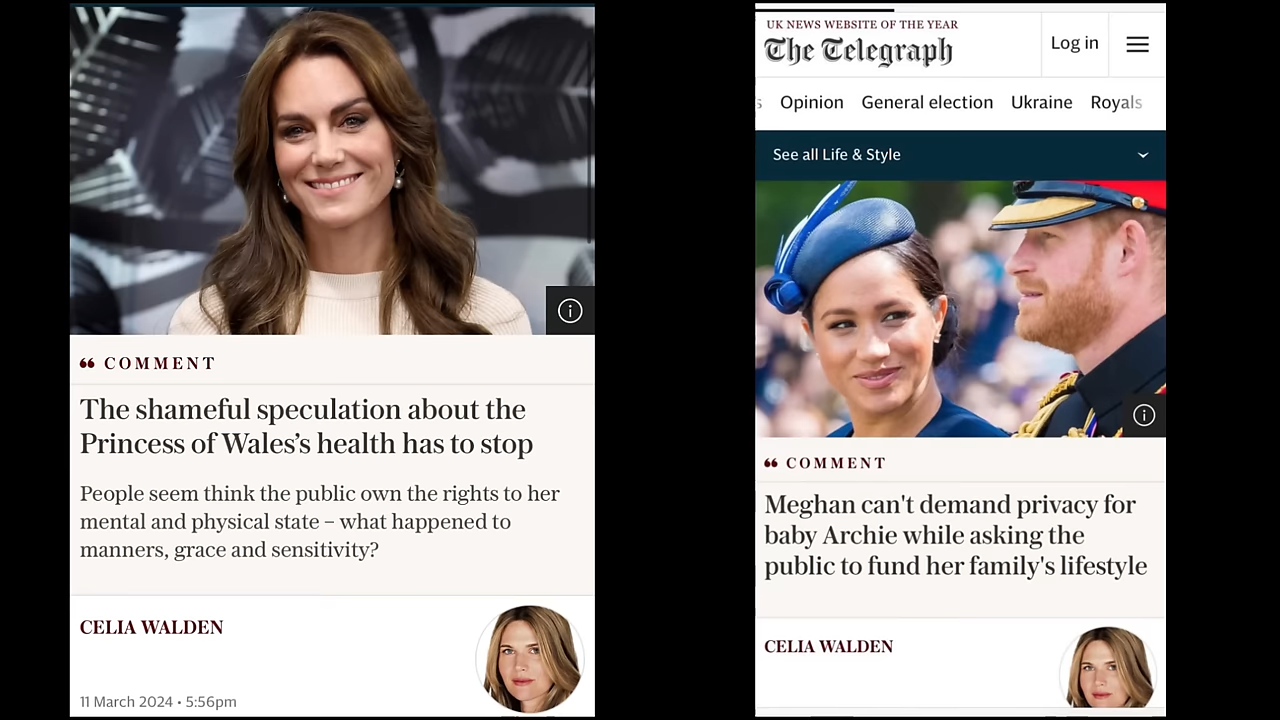 COMMENT
The shameful speculation about the
Princess of Wales's health has to stop
People seem think the public own the rights to her
mental and physical state – what happened to
manners, grace and sensitivity?
CELIA WALDEN
11 March 2024 • 5:56pm
UK NEWS WEBSITE OF THE YEAR
The Telegraph
Log in
s Opinion General election Ukraine Royals
See all Life & Style
COMMENT
Meghan can't demand privacy for
baby Archie while asking the
public to fund her family's lifestyle
CELIA WALDEN